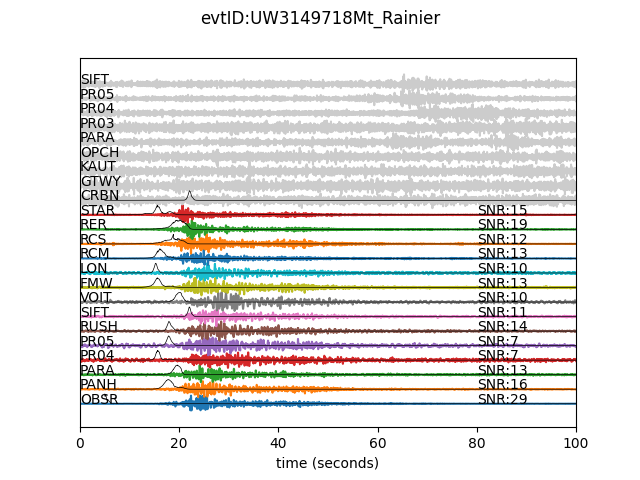 evtID:UW3149718Mt_Rainier
SIFT
PR05
PR04
PR03
PARA
OPCH
KAUT
GTWY
CRBN
STAR SNR:15
RER SNR:19
RCS SNR:12
RCM SNR:13
LON SNR:10
FMW SNR:13
VOIT SNR:10
SIFT SNR:11
RUSH SNR:14
PR05 SNR:7
PR04 SNR:7
PARA SNR:13
PANH SNR:16
OBSR SNR:29
0 20 40 60 80 100
time (seconds)